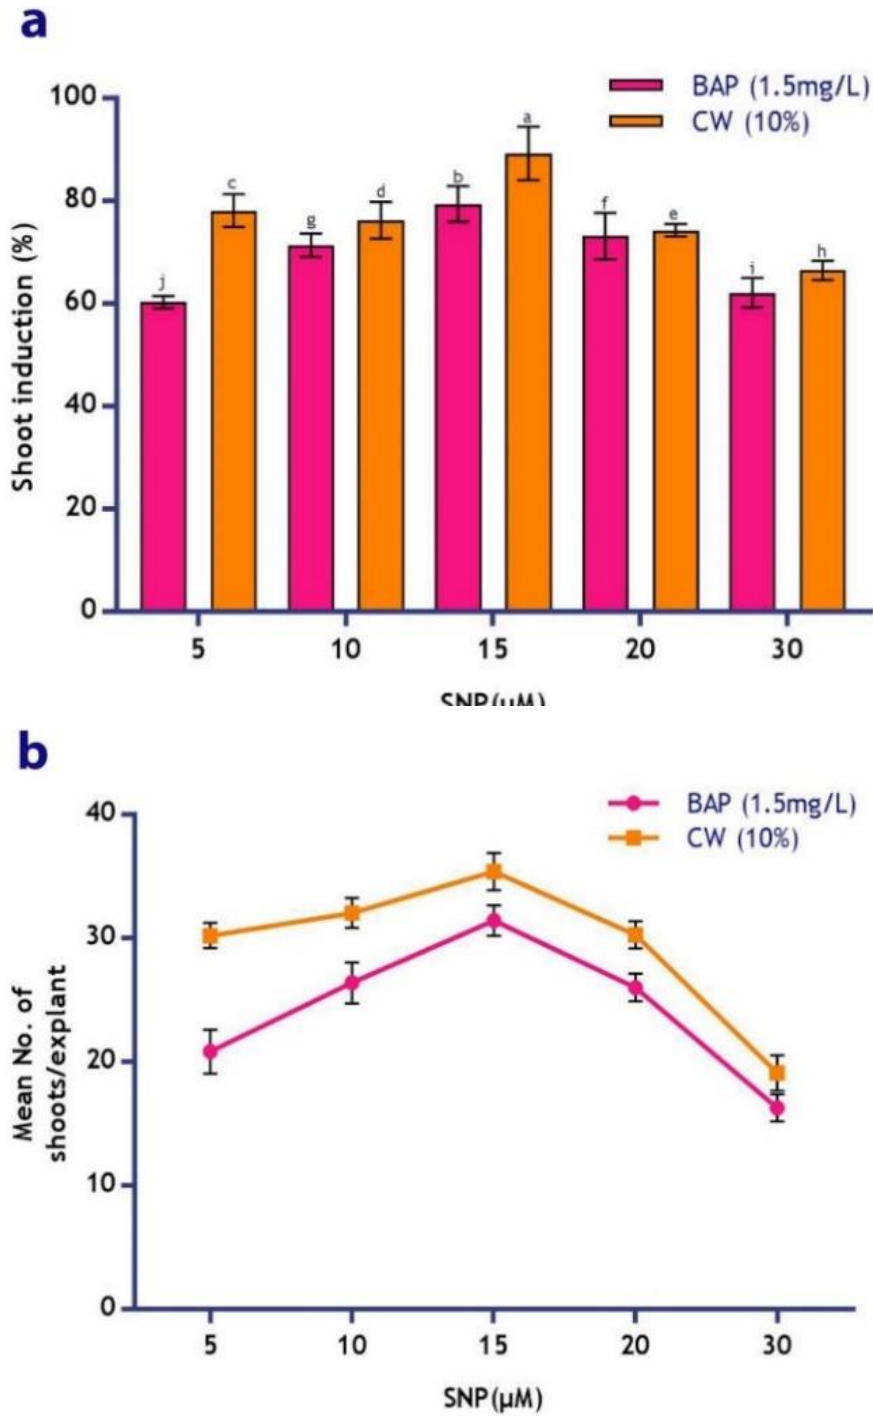 a
BAP (1.5mg/L)
CW (10%)
Shoot induction (%)
100
80
60
40
20
0
j
c
g
d
b
a
f
e
i
h
5
10
15
20
30
SNP(µM)
b
BAP (1.5mg/L)
CW (10%)
Mean No. of
shoots/explant
40
30
20
10
0
5
10
15
20
30
SNP(µM)